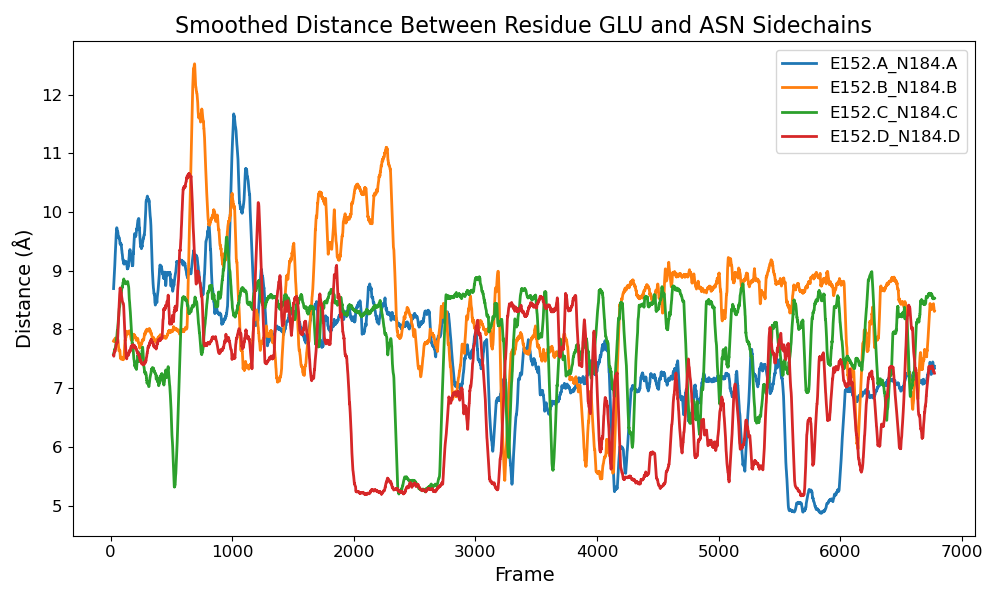 Smoothed Distance Between Residue GLU and ASN Sidechains
E152.A_N184.A
E152.B_N184.B
E152.C_N184.C
E152.D_N184.D
Distance (Å)
12
11
10
9
8
7
6
5
0 1000 2000 3000 4000 5000 6000 7000
Frame